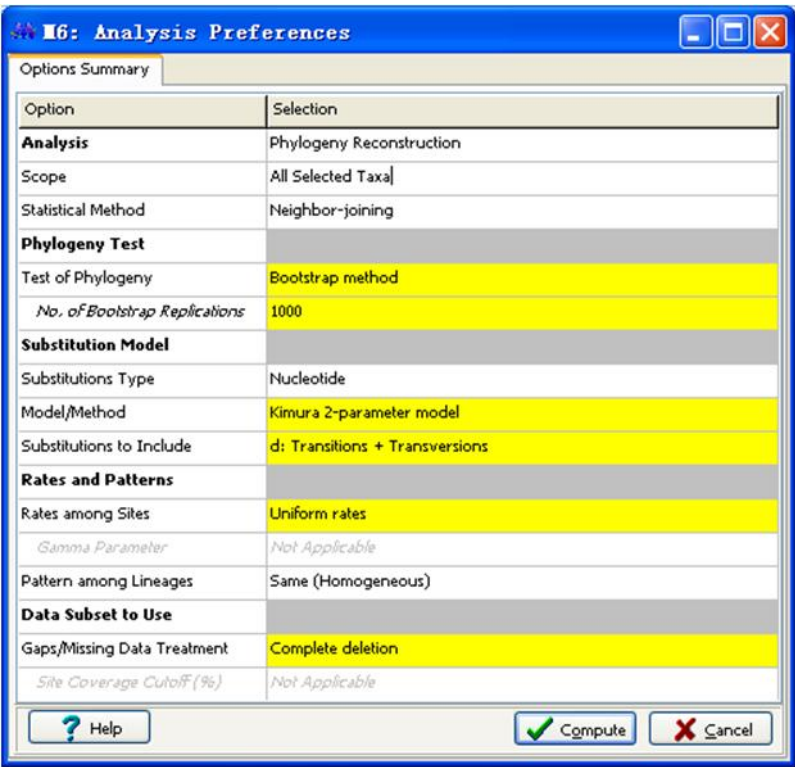 M6: Analysis Preferences
Options Summary
Option Selection
Analysis Phylogeny Reconstruction
Scope All Selected Taxa
Statistical Method Neighbor-joining
Phylogeny Test
Test of Phylogeny Bootstrap method
No. of Bootstrap Replications 1000
Substitution Model
Substitutions Type Nucleotide
Model/Method Kimura 2-parameter model
Substitutions to Include d: Transitions + Transversions
Rates and Patterns
Rates among Sites Uniform rates
Gamma Parameter Not Applicable
Pattern among Lineages Same (Homogeneous)
Data Subset to Use
Gaps/Missing Data Treatment Complete deletion
Site Coverage Cutoff (%) Not Applicable
? Help Compute Cancel